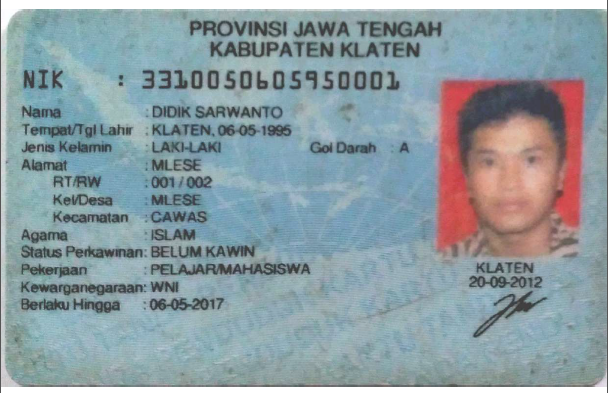 PROVINSI JAWA TENGAH
KABUPATEN KLATEN
NIK : 3310050605950001
Nama : DIDIK SARWANTO
Tempat/Tgl Lahir : KLATEN, 06-05-1995
Jenis Kelamin : LAKI-LAKI Gol Darah : A
Alamat : MLESE
RT/RW : 001 / 002
Kel/Desa : MLESE
Kecamatan : CAWAS
Agama : ISLAM
Status Perkawinan: BELUM KAWIN
Pekerjaan : PELAJAR/MAHASISWA
Kewarganegaraan: WNI
Berlaku Hingga : 06-05-2017
KLATEN
20-09-2012